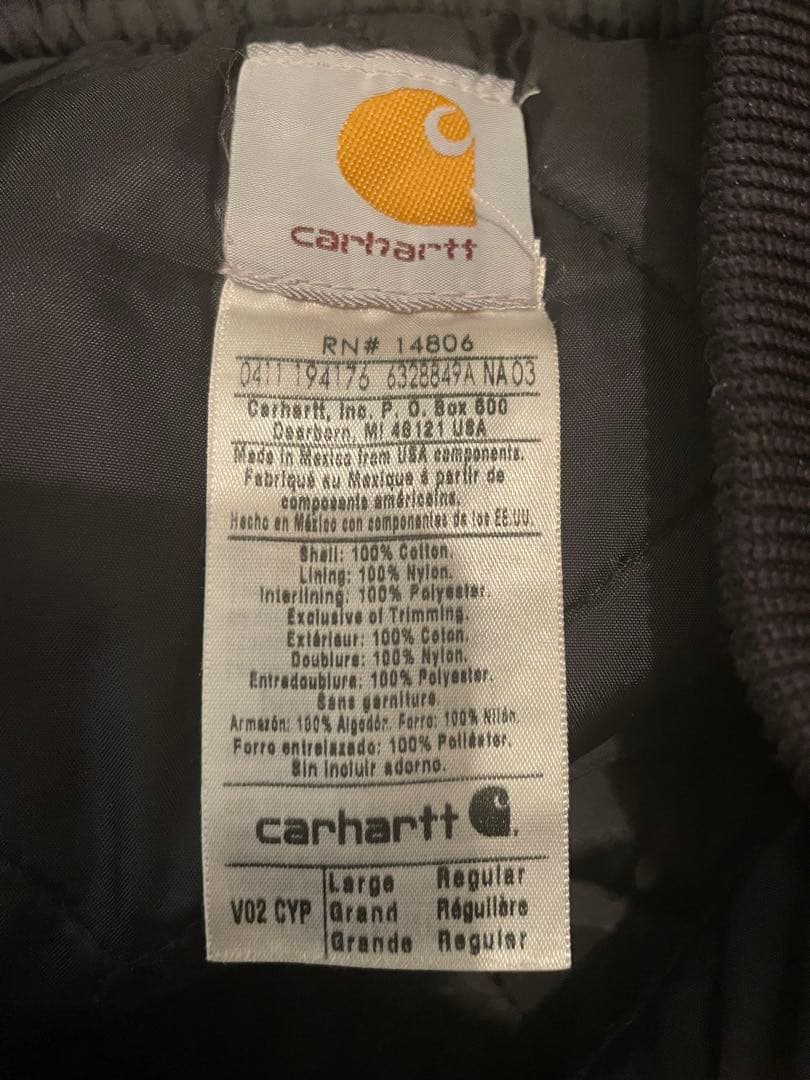 carhartt
RN# 14806
0411 194176 6328849A NA 03
Carhartt, Inc. P. O. Box 600
Dearborn, MI 48121 USA
Made in Mexico from USA components.
Fabriqué au Mexique à partir de
composants américains.
Hecho en México con componentes de los EE.UU.
Shell: 100% Cotton.
Lining: 100% Nylon.
Interlining: 100% Polyester.
Exclusive of Trimming.
Extérieur: 100% Coton.
Doublure: 100% Nylon.
Entredoublure: 100% Polyester.
Sans garniture.
Armazón: 100% Algodón. Forro: 100% Nilón.
Forro entrelazado: 100% Poliéster.
Sin incluir adorno.
carhartt
V02 CYP Large Regular
Grand Régulière
Grande Regular